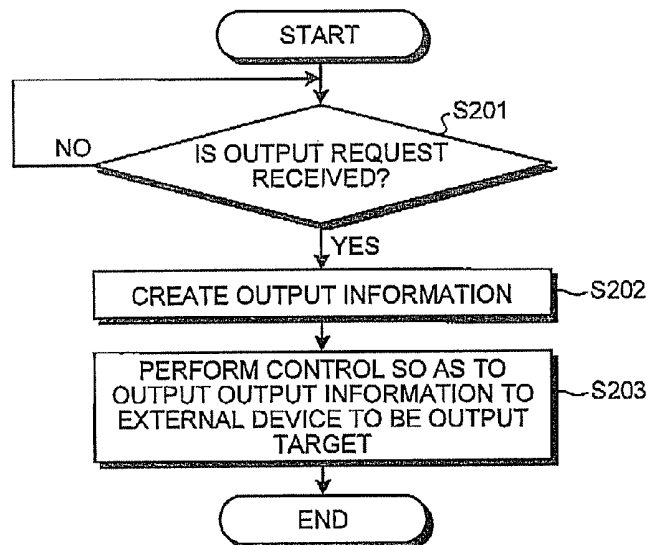 START
S201
NO
IS OUTPUT REQUEST
RECEIVED?
YES
CREATE OUTPUT INFORMATION
S202
PERFORM CONTROL SO AS TO
OUTPUT OUTPUT INFORMATION TO
EXTERNAL DEVICE TO BE OUTPUT
TARGET
S203
END